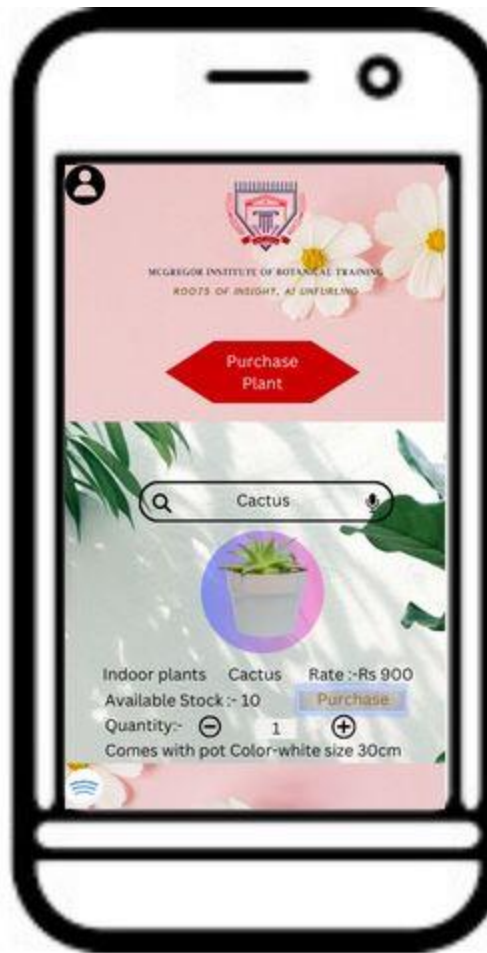 MCGREGOR INSTITUTE OF BOTANICAL TRAINING
ROOTS OF INSIGHT, AI UNFURLING
Purchase
Plant
Cactus
Indoor plants Cactus Rate :-Rs 900
Available Stock :- 10 Purchase
Quantity:- 1
Comes with pot Color-white size 30cm